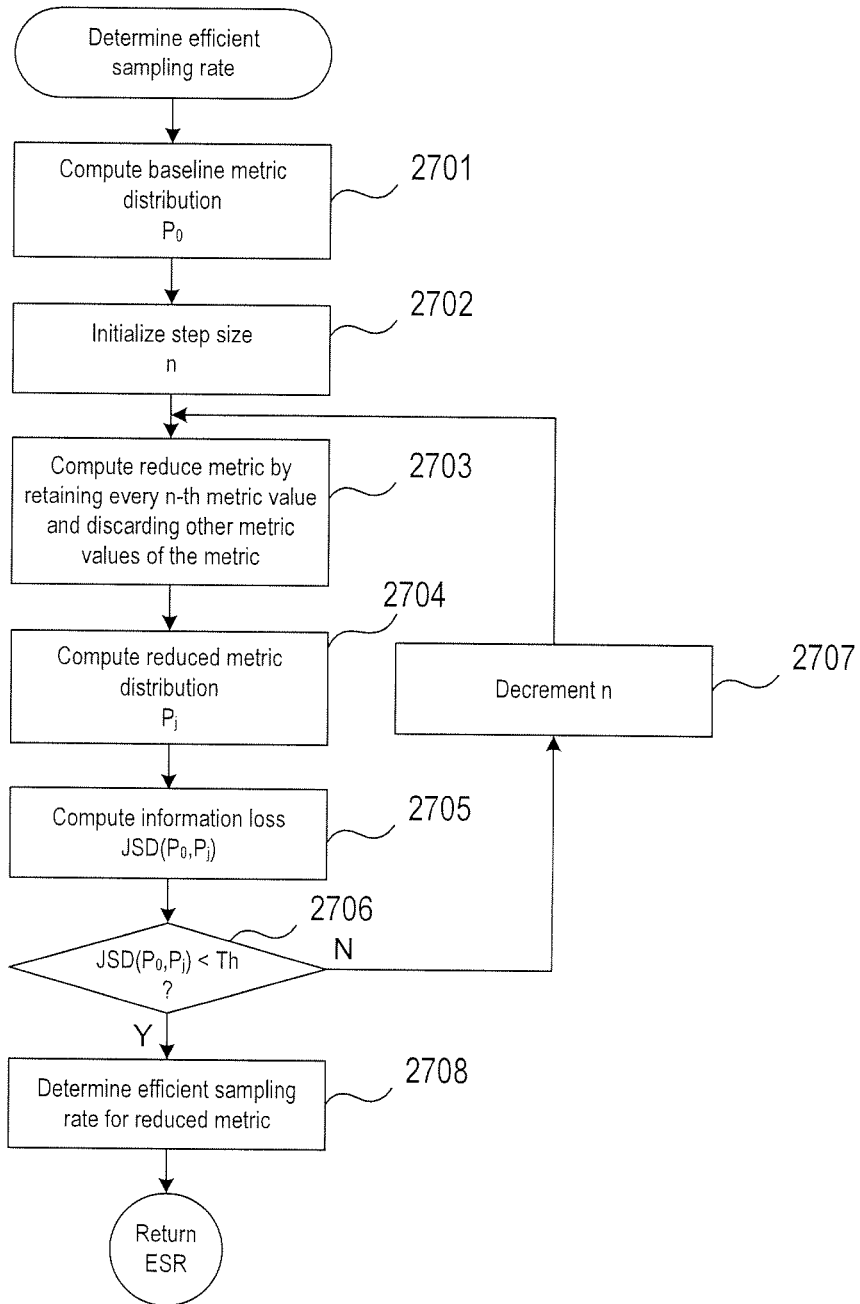 Determine efficient
sampling rate
Compute baseline metric
distribution
P₀
2701
Initialize step size
n
2702
Compute reduce metric by
retaining every n-th metric value
and discarding other metric
values of the metric
2703
Compute reduced metric
distribution
Pⱼ
2704
Decrement n
2707
Compute information loss
JSD(P₀,Pⱼ)
2705
JSD(P₀,Pⱼ) < Th
?
2706
N
Y
Determine efficient sampling
rate for reduced metric
2708
Return
ESR